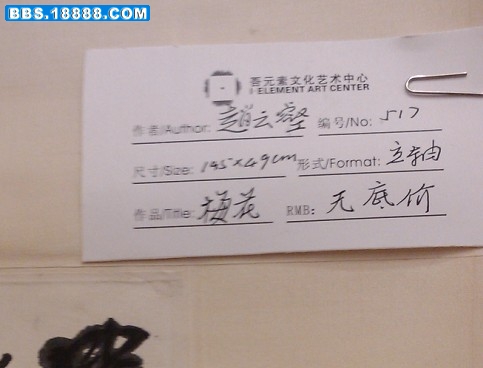 BBS.18888.COM
吾元素文化艺术中心
I·ELEMENT ART CENTER
作者/Author: 赵云壑 编号/No: 517
尺寸/Size: 145×49cm 形式/Format: 立轴
作品/Title: 梅花 RMB: 无底价